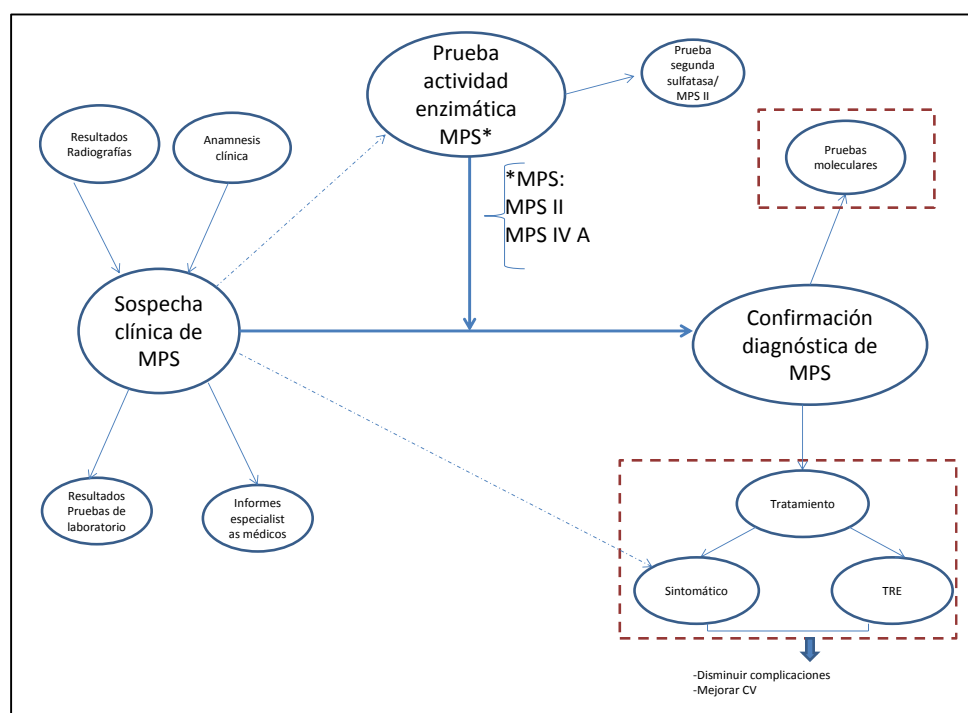 Prueba
actividad
enzimática
MPS*
Prueba
segunda
sulfatasa/
MPS II
Resultados
Radiografías
Anamnesis
clínica
Pruebas
moleculares
*MPS:
MPS II
MPS IV A
Sospecha
clínica de
MPS
Confirmación
diagnóstica de
MPS
Resultados
Pruebas de
laboratorio
Informes
especialist
as médicos
Tratamiento
Sintomático
TRE
-Disminuir complicaciones
-Mejorar CV